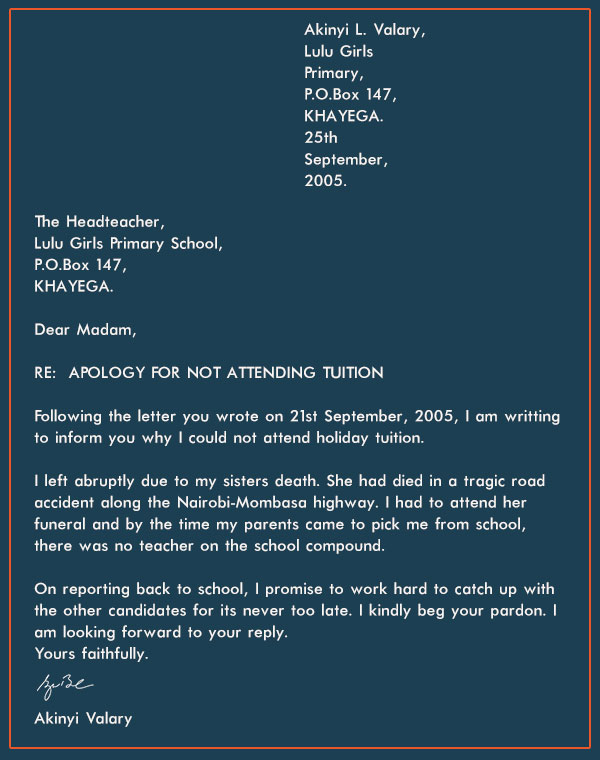 Akinyi L. Valary,
Lulu Girls
Primary,
P.O.Box 147,
KHAYEGA.
25th
September,
2005.
The Headteacher,
Lulu Girls Primary School,
P.O.Box 147,
KHAYEGA.
Dear Madam,
RE: APOLOGY FOR NOT ATTENDING TUITION
Following the letter you wrote on 21st September, 2005, I am writting
to inform you why I could not attend holiday tuition.
I left abruptly due to my sisters death. She had died in a tragic road
accident along the Nairobi-Mombasa highway. I had to attend her
funeral and by the time my parents came to pick me from school,
there was no teacher on the school compound.
On reporting back to school, I promise to work hard to catch up with
the other candidates for its never too late. I kindly beg your pardon. I
am looking forward to your reply.
Yours faithfully.
Akinyi Valary